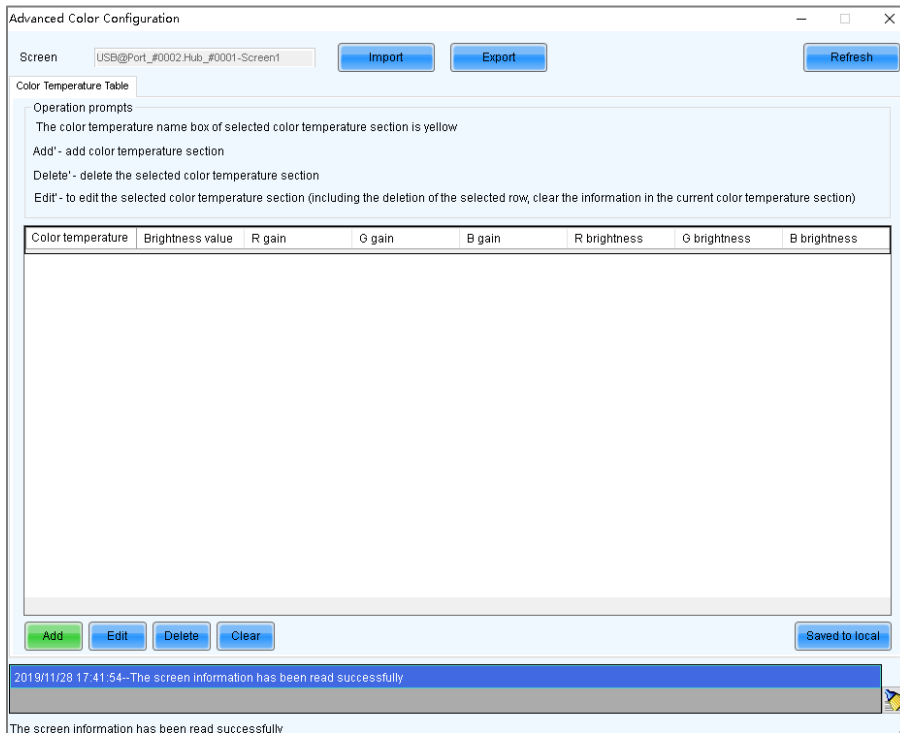 Advanced Color Configuration
Screen USB@Port_#0002.Hub_#0001-Screen1 Import Export Refresh
Color Temperature Table
Operation prompts
The color temperature name box of selected color temperature section is yellow
Add'- add color temperature section
Delete'- delete the selected color temperature section
Edit'- to edit the selected color temperature section (including the deletion of the selected row, clear the information in the current color temperature section)
Color temperature Brightness value R gain G gain B gain R brightness G brightness B brightness
Add Edit Delete Clear Saved to local
2019/11/28 17:41:54--The screen information has been read successfully
The screen information has been read successfully